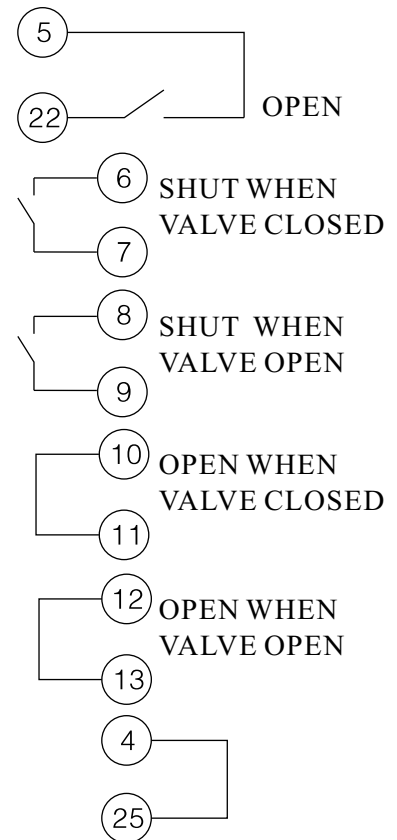 5
22 OPEN
6 SHUT WHEN
VALVE CLOSED
7
8 SHUT WHEN
VALVE OPEN
9
10 OPEN WHEN
VALVE CLOSED
11
12 OPEN WHEN
VALVE OPEN
13
4
25